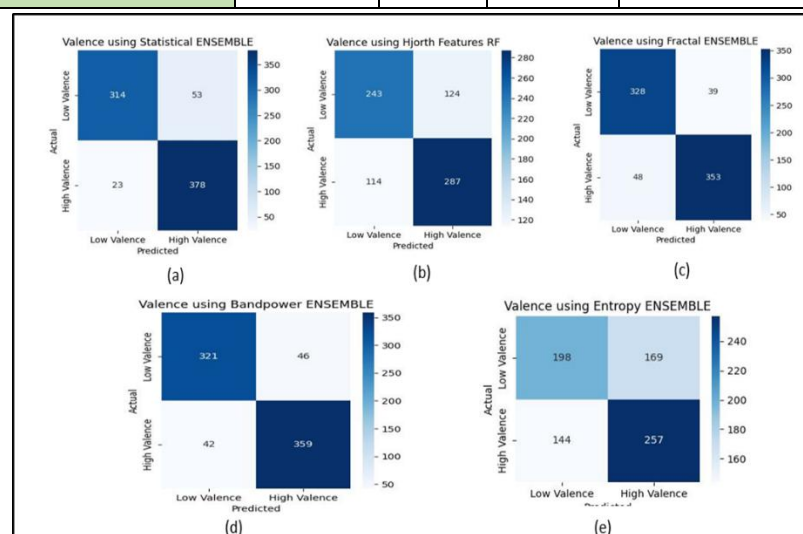 Valence using Statistical ENSEMBLE
Actual
Low Valence
High Valence
314 53
23 378
350
300
250
200
150
100
50
Low Valence High Valence
Predicted
(a)
Valence using Hjorth Features RF
Actual
Low Valence
High Valence
243 124
114 287
280
260
240
220
200
180
160
140
120
Low Valence High Valence
Predicted
(b)
Valence using Fractal ENSEMBLE
Actual
Low Valence
High Valence
328 39
48 353
350
300
250
200
150
100
50
Low Valence High Valence
Predicted
(c)
Valence using Bandpower ENSEMBLE
Actual
Low Valence
High Valence
321 46
42 359
350
300
250
200
150
100
50
Low Valence High Valence
Predicted
(d)
Valence using Entropy ENSEMBLE
Actual
Low Valence
High Valence
198 169
144 257
240
220
200
180
160
Low Valence High Valence
Predicted
(e)